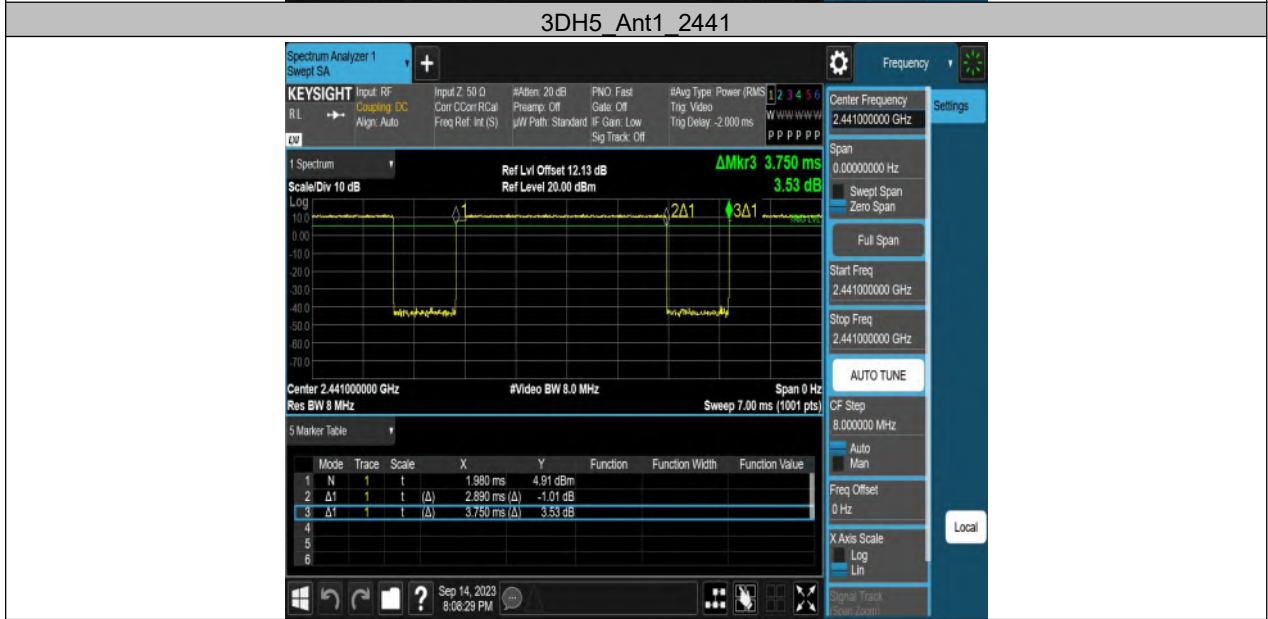 3DH5_Ant1_2441
Spectrum Analyzer 1
Swept SA
+
Frequency
KEYSIGHT
RL
LXI
Input: RF
Coupling: DC
Align: Auto
Input Z: 50 Ω
Corr CCorr RCal
Freq Ref: Int (S)
#Atten: 20 dB
Preamp: Off
µW Path: Standard
PNO: Fast
Gate: Off
IF Gain: Low
Sig Track: Off
#Avg Type: Power (RMS
Trig: Video
Trig Delay: -2.000 ms
1 2 3 4 5 6
W W W W W W
P P P P P P
Center Frequency
2.441000000 GHz
Settings
Span
0.00000000 Hz
Swept Span
Zero Span
Full Span
Start Freq
2.441000000 GHz
Stop Freq
2.441000000 GHz
AUTO TUNE
CF Step
8.000000 MHz
Auto
Man
Freq Offset
0 Hz
X Axis Scale
Log
Lin
Signal Track
(Span Zoom)
Local
1 Spectrum
Scale/Div 10 dB
Ref Lvl Offset 12.13 dB
Ref Level 20.00 dBm
ΔMkr3 3.750 ms
3.53 dB
Log
10.0
0.00
-10.0
-20.0
-30.0
-40.0
-50.0
-60.0
-70.0
1
2Δ1
3Δ1
Center 2.441000000 GHz
#Video BW 8.0 MHz
Span 0 Hz
Res BW 8 MHz
Sweep 7.00 ms (1001 pts)
5 Marker Table
Mode Trace Scale X Y Function Function Width Function Value
1 N 1 t 1.980 ms 4.91 dBm
2 Δ1 1 t (Δ) 2.890 ms (Δ) -1.01 dB
3 Δ1 1 t (Δ) 3.750 ms (Δ) 3.53 dB
4
5
6
?
Sep 14, 2023
8:08:29 PM